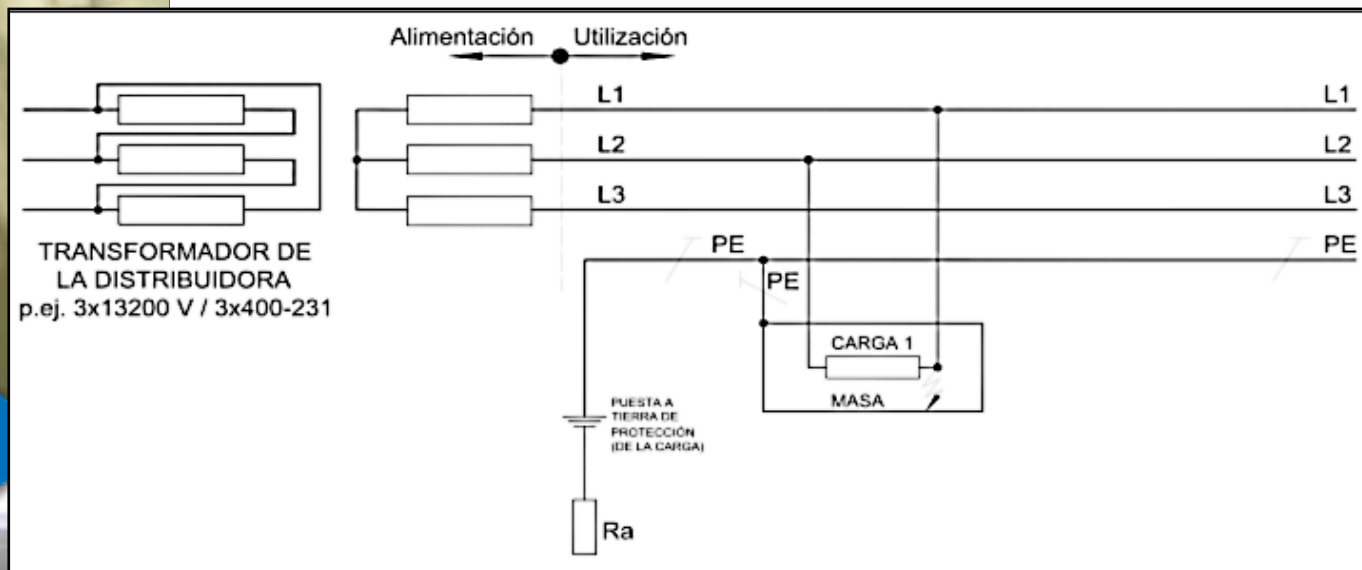 Alimentación Utilización
L1 L1
L2 L2
L3 L3
TRANSFORMADOR DE
LA DISTRIBUIDORA
p.ej. 3x13200 V / 3x400-231
PE PE
PE
CARGA 1
MASA
PUESTA A
TIERRA DE
PROTECCIÓN
(DE LA CARGA)
Ra